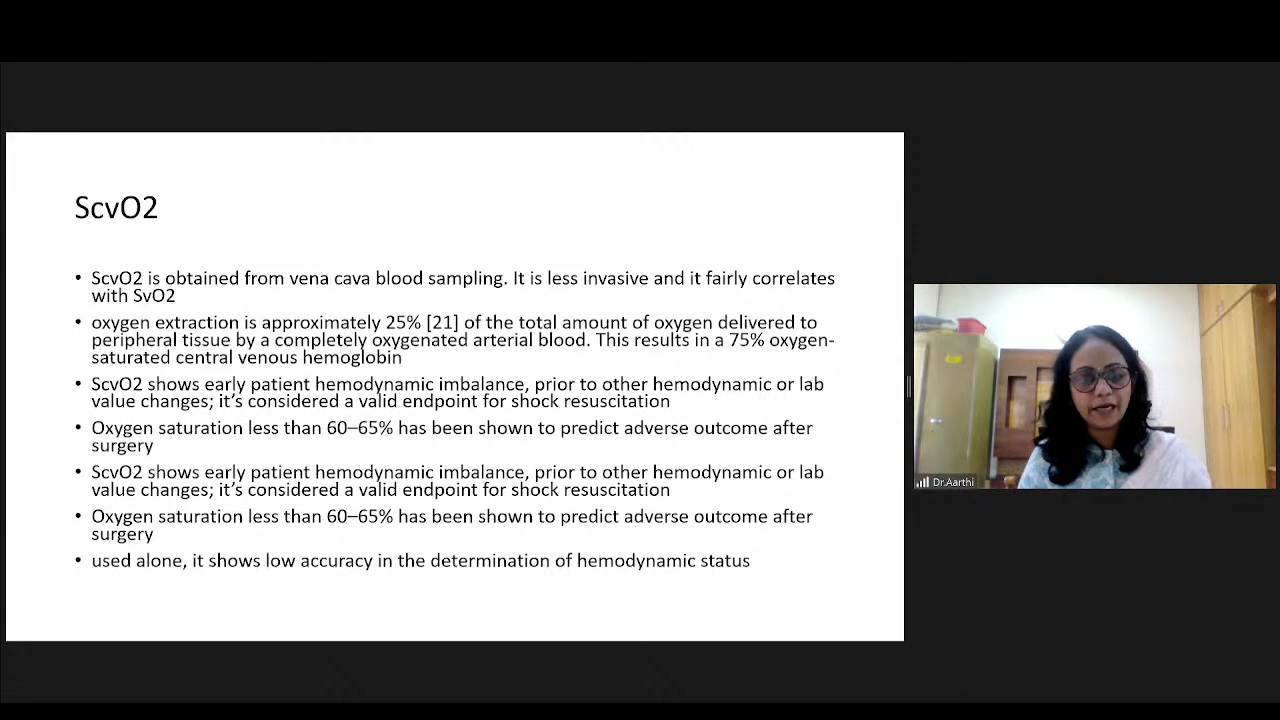 ScvO2
• ScvO2 is obtained from vena cava blood sampling. It is less invasive and it fairly correlates
with SvO2
• oxygen extraction is approximately 25% [21] of the total amount of oxygen delivered to
peripheral tissue by a completely oxygenated arterial blood. This results in a 75% oxygen-
saturated central venous hemoglobin
• ScvO2 shows early patient hemodynamic imbalance, prior to other hemodynamic or lab
value changes; it’s considered a valid endpoint for shock resuscitation
• Oxygen saturation less than 60–65% has been shown to predict adverse outcome after
surgery
• ScvO2 shows early patient hemodynamic imbalance, prior to other hemodynamic or lab
value changes; it’s considered a valid endpoint for shock resuscitation
• Oxygen saturation less than 60–65% has been shown to predict adverse outcome after
surgery
• used alone, it shows low accuracy in the determination of hemodynamic status
Dr.Aarthi